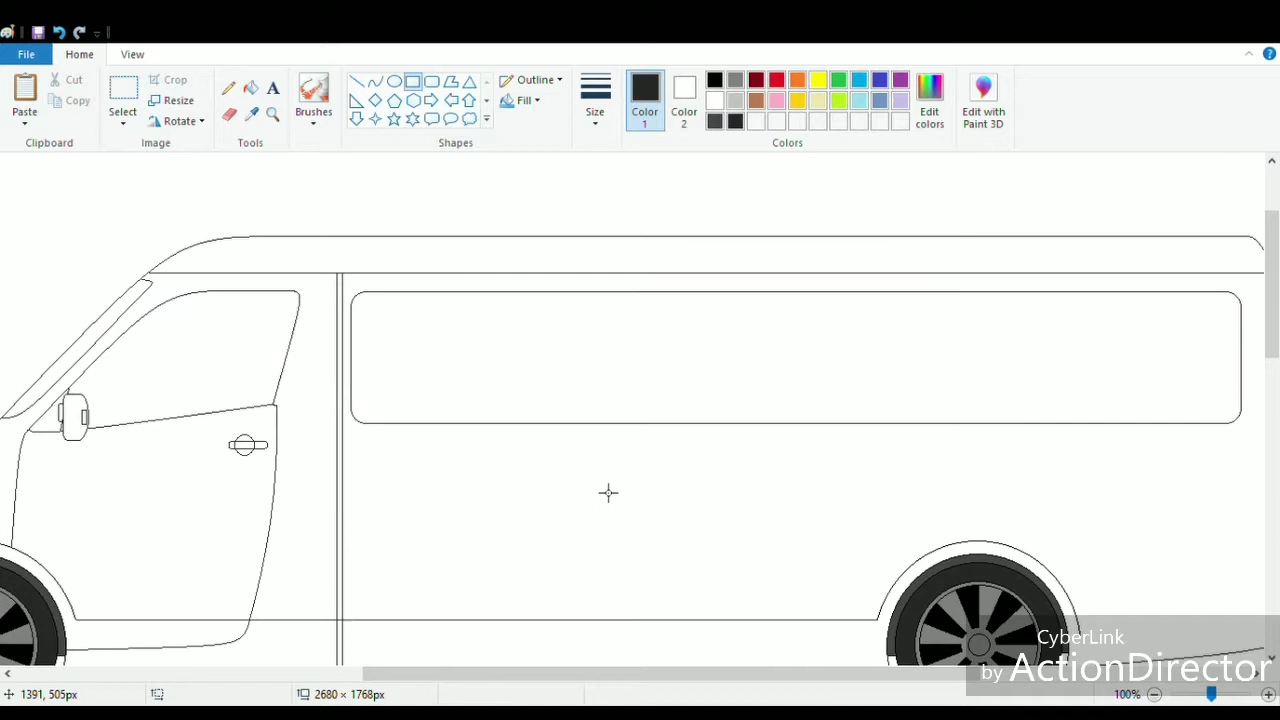 File Home View
Paste
Cut
Copy
Clipboard
Select
Crop
Resize
Rotate
Image
A
Tools
Brushes
Shapes
Outline
Fill
Size
Color
1
Color
2
Edit
colors
Colors
Edit with
Paint 3D
CyberLink
by ActionDirector
1391, 505px
2680 × 1768px
100%